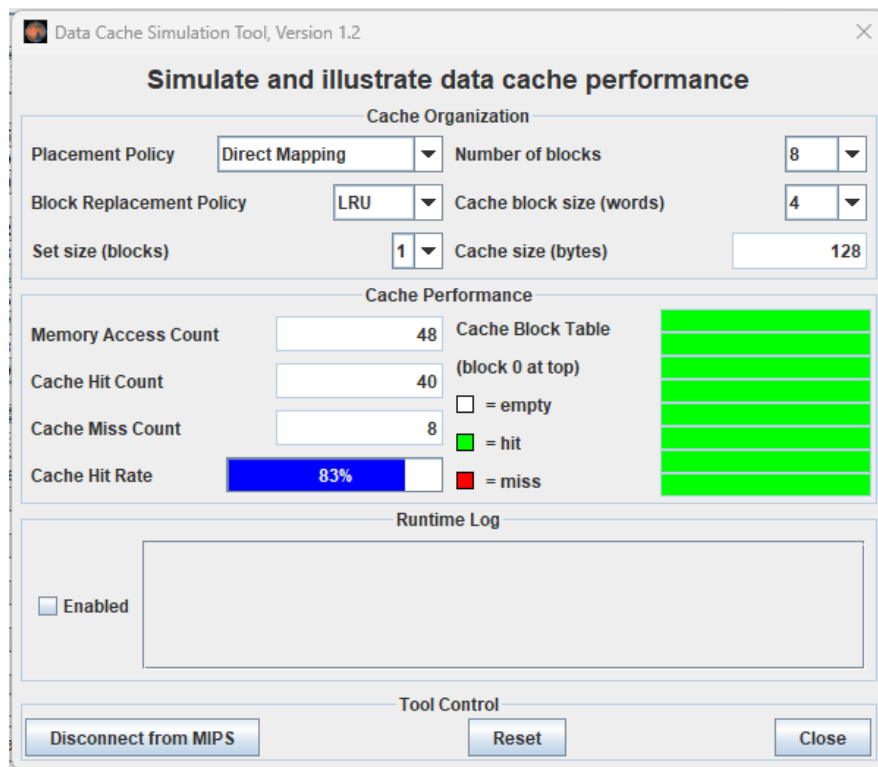 Data Cache Simulation Tool, Version 1.2
Simulate and illustrate data cache performance
Cache Organization
Placement Policy Direct Mapping Number of blocks 8
Block Replacement Policy LRU Cache block size (words) 4
Set size (blocks) 1 Cache size (bytes) 128
Cache Performance
Memory Access Count 48 Cache Block Table
(block 0 at top)
Cache Hit Count 40
= empty
Cache Miss Count 8
= hit
Cache Hit Rate 83%
= miss
Runtime Log
Enabled
Tool Control
Disconnect from MIPS Reset Close